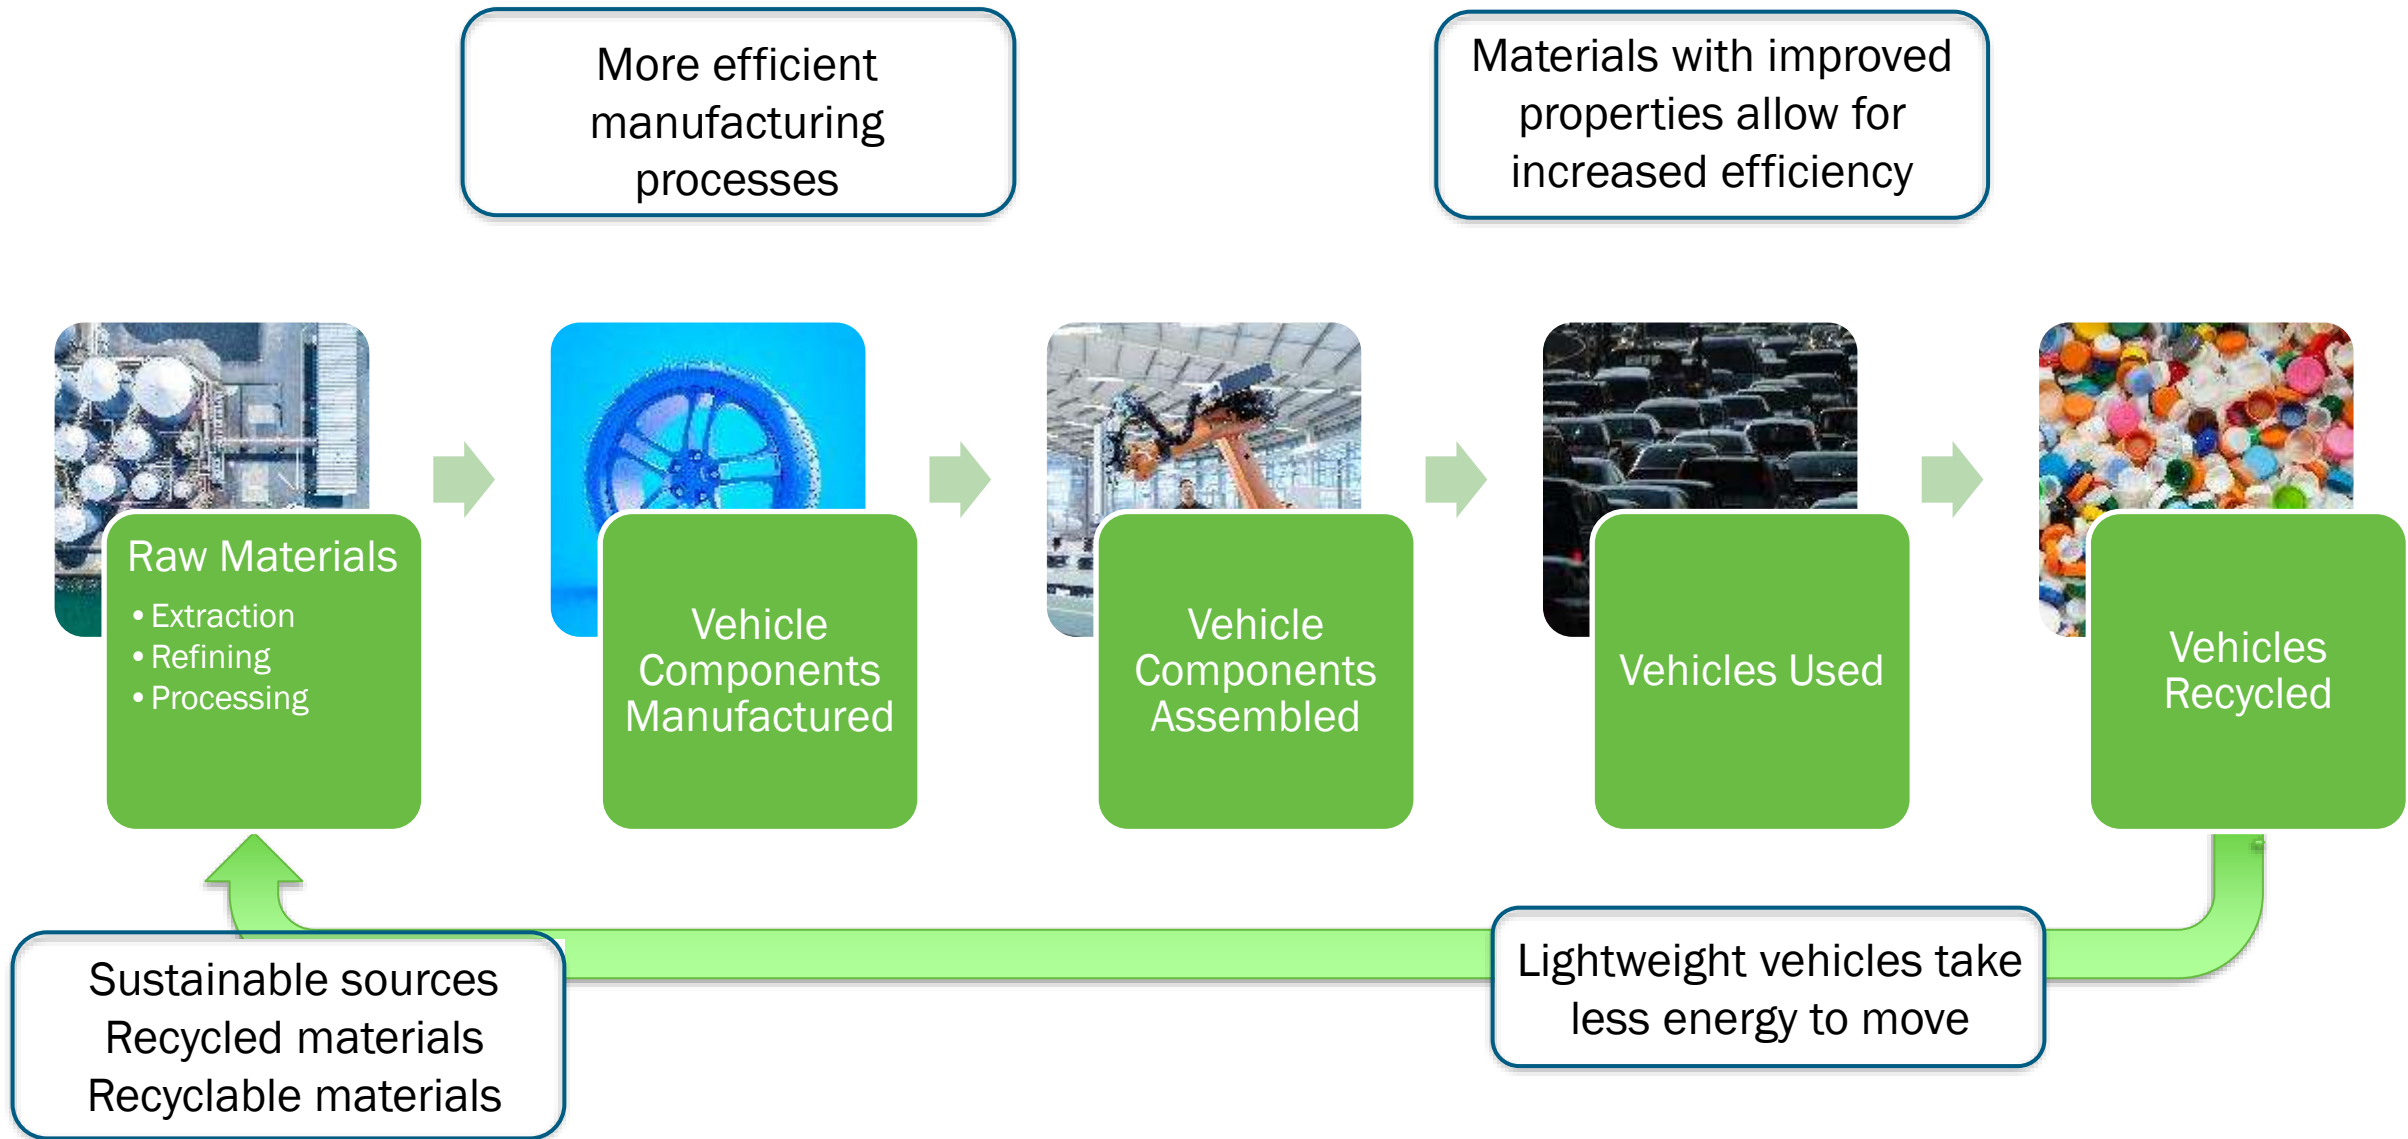 More efficient
manufacturing
processes
Materials with improved
properties allow for
increased efficiency
Raw Materials
• Extraction
• Refining
• Processing
Vehicle
Components
Manufactured
Vehicle
Components
Assembled
Vehicles Used
Vehicles
Recycled
Sustainable sources
Recycled materials
Recyclable materials
Lightweight vehicles take
less energy to move